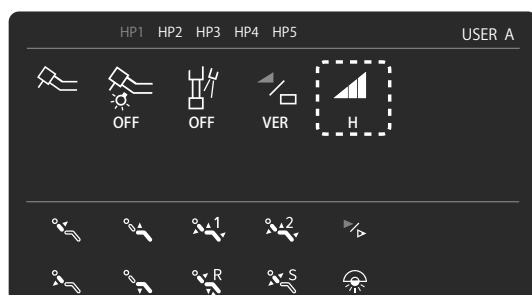 HP1 HP2 HP3 HP4 HP5 USER A
OFF OFF VER H
1 2
R S